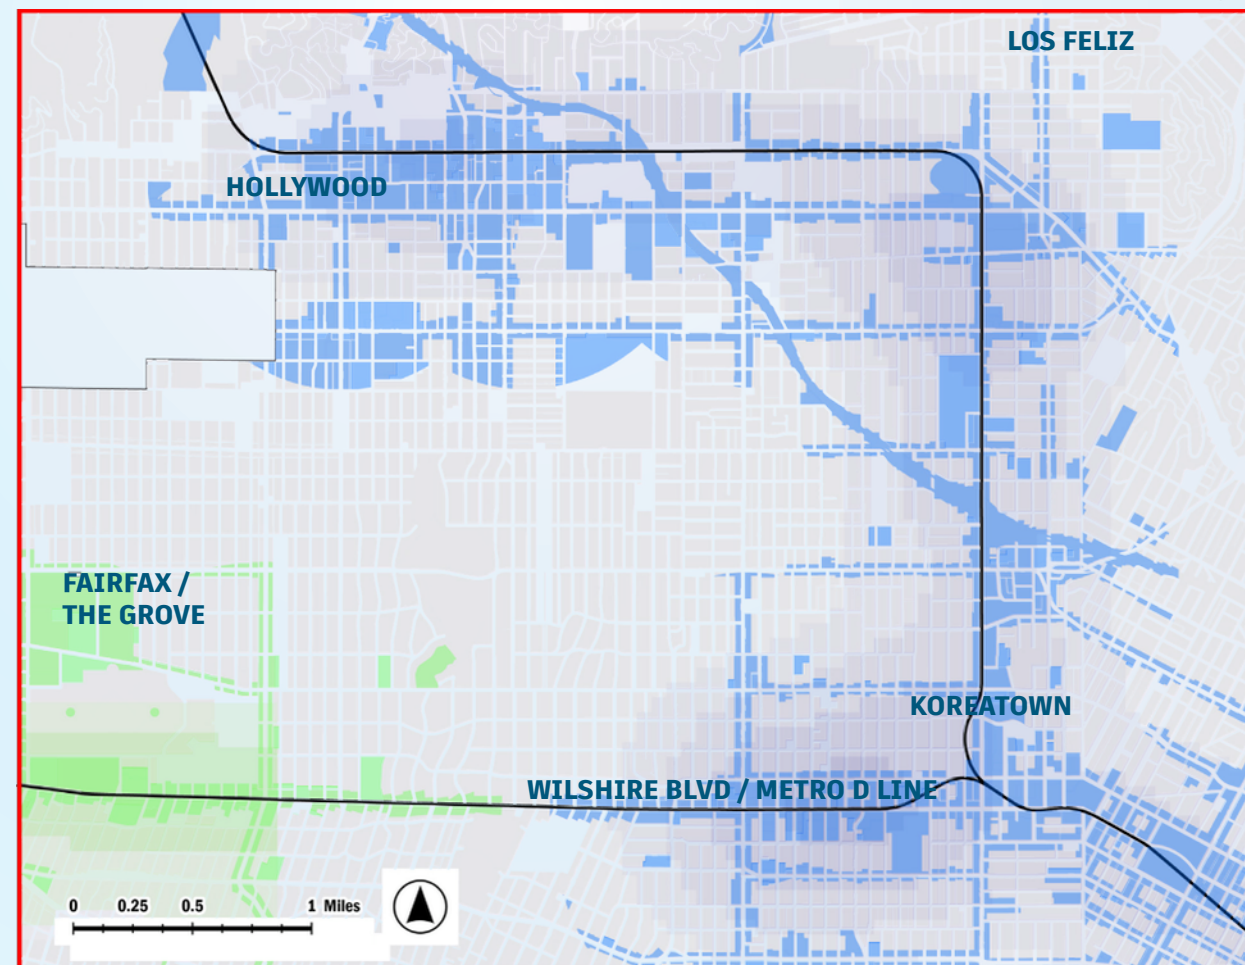 LOS FELIZ
HOLLYWOOD
FAIRFAX /
THE GROVE
KOREATOWN
WILSHIRE BLVD / METRO D LINE
0 0.25 0.5 1 Miles